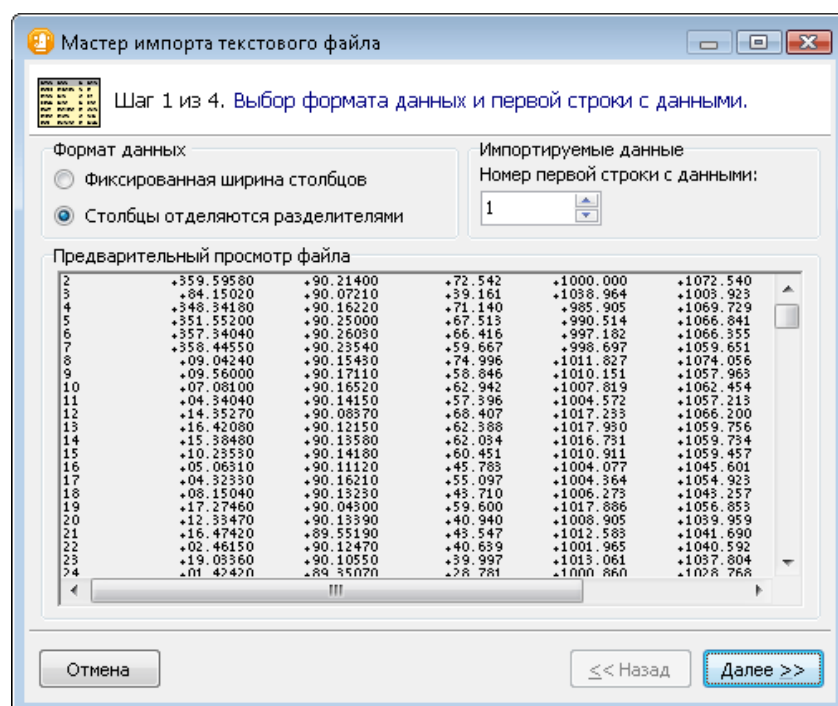 Мастер импорта текстового файла
Шаг 1 из 4. Выбор формата данных и первой строки с данными.
Формат данных
Фиксированная ширина столбцов
Столбцы отделяются разделителями
Импортируемые данные
Номер первой строки с данными:
1
Предварительный просмотр файла
2 +359.59580 +90.21400 +72.542 +1000.000 +1072.540
3 +84.15020 +90.07210 +39.161 +1038.964 +1003.923
4 +348.34180 +90.16220 +71.140 +985.905 +1069.729
5 +351.55200 +90.25000 +67.513 +990.514 +1066.841
6 +357.34040 +90.26030 +66.416 +997.182 +1066.355
7 +358.44550 +90.23540 +59.667 +998.697 +1059.651
8 +09.04240 +90.15430 +74.996 +1011.827 +1074.056
9 +09.56000 +90.17110 +58.846 +1010.151 +1057.963
10 +07.08100 +90.16520 +62.942 +1007.819 +1062.454
11 +04.34040 +90.14150 +57.396 +1004.572 +1057.213
12 +14.35270 +90.08370 +68.407 +1017.233 +1066.200
13 +16.42080 +90.12150 +62.388 +1017.930 +1059.756
14 +15.38480 +90.13580 +62.034 +1016.731 +1059.734
15 +10.23530 +90.14180 +60.451 +1010.911 +1059.457
16 +05.06310 +90.11120 +45.783 +1004.077 +1045.601
17 +04.32330 +90.16210 +55.097 +1004.364 +1054.923
18 +08.15040 +90.13230 +43.710 +1006.273 +1043.257
19 +17.27460 +90.04300 +59.600 +1017.886 +1056.853
20 +12.33470 +90.13390 +40.940 +1008.905 +1039.959
21 +16.47420 +89.55190 +43.547 +1012.583 +1041.690
22 +02.46150 +90.12470 +40.639 +1001.965 +1040.592
23 +19.03360 +90.10550 +39.997 +1013.061 +1037.804
24 +01.42420 +89.35070 +28.781 +1000.860 +1028.768
Отмена
<< Назад
Далее >>